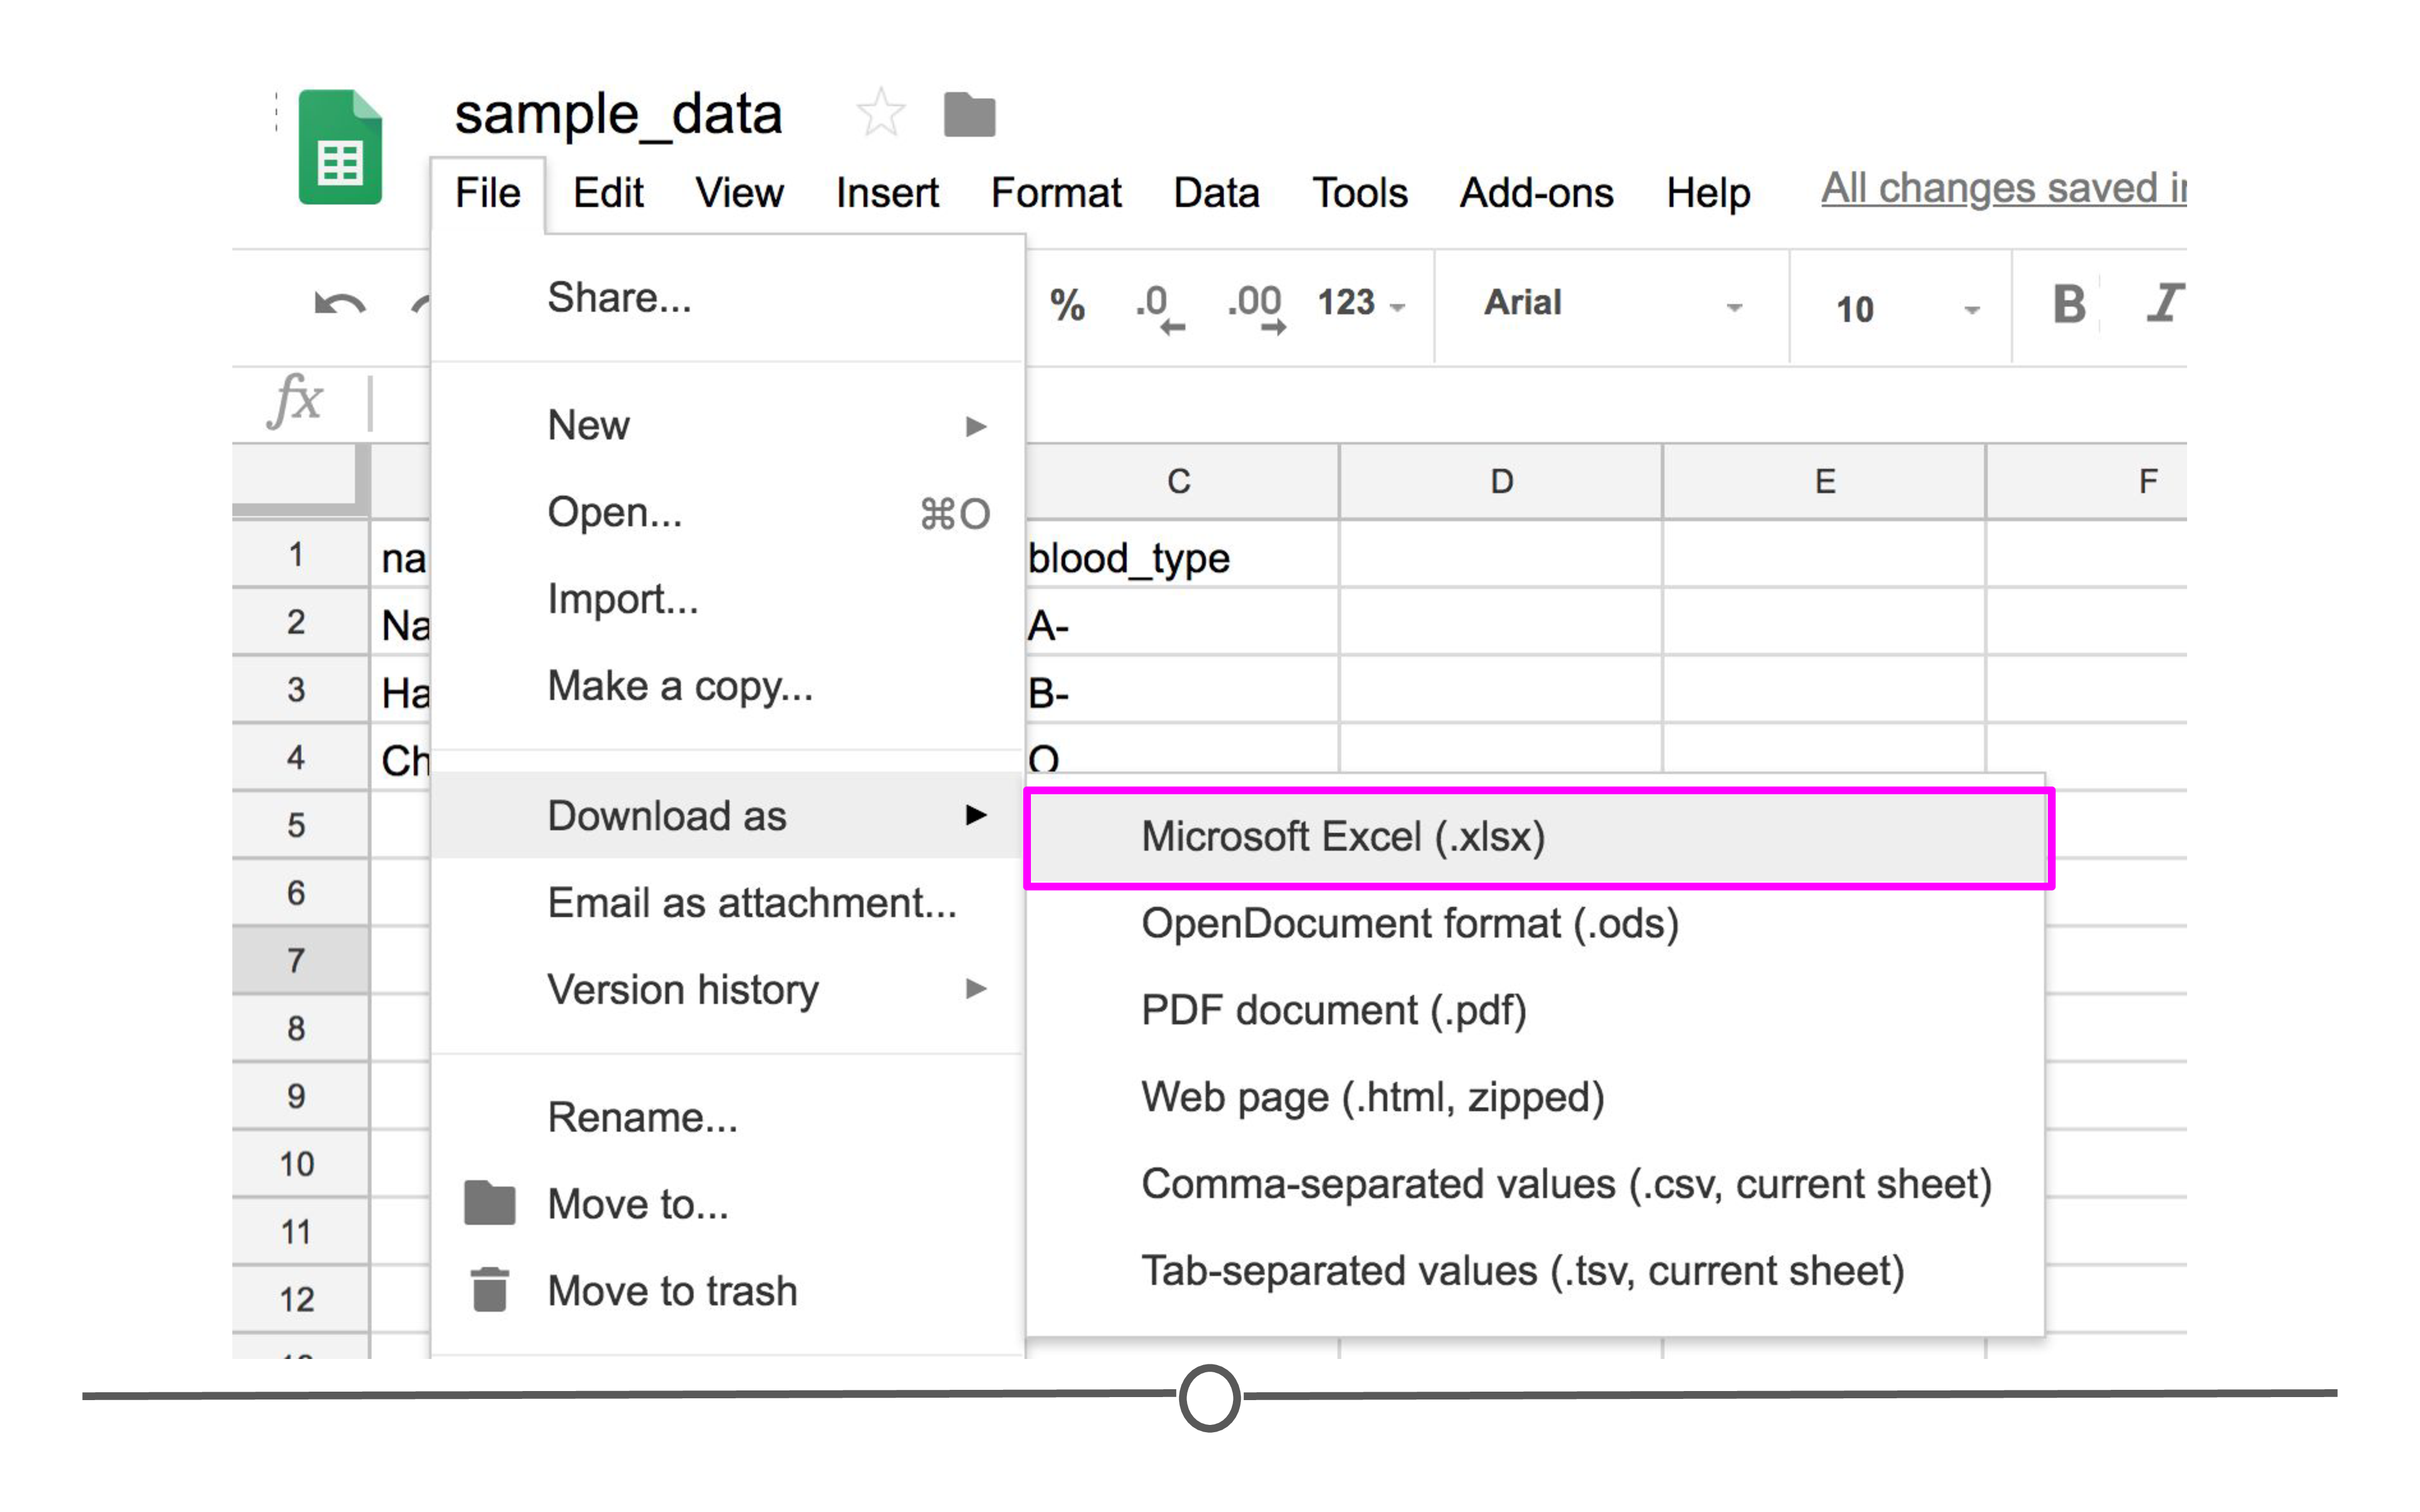 sample_data
File Edit View Insert Format Data Tools Add-ons Help All changes saved
% .0 .00 123 Arial 10 B I
fx
Share...
New
Open... ⌘O
Import...
Make a copy...
Download as
Email as attachment...
Version history
Rename...
Move to...
Move to trash
C D E F
1 na blood_type
2 Na A-
3 Ha B-
4 Ch O
5
6
7
8
9
10
11
12
Microsoft Excel (.xlsx)
OpenDocument format (.ods)
PDF document (.pdf)
Web page (.html, zipped)
Comma-separated values (.csv, current sheet)
Tab-separated values (.tsv, current sheet)